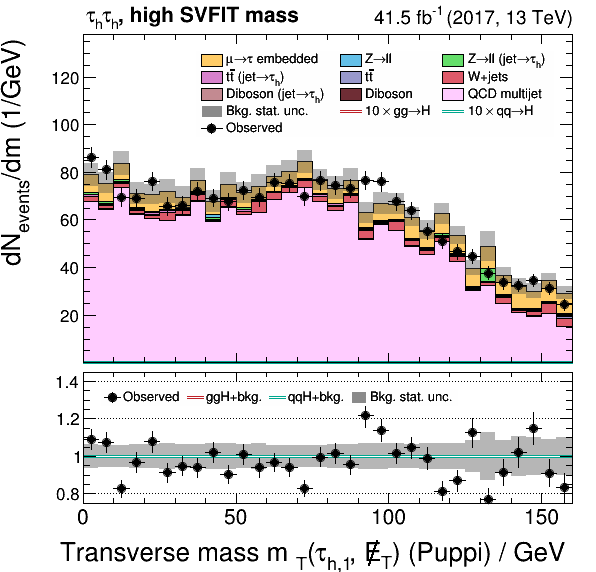 τhτh, high SVFIT mass 41.5 fb⁻¹ (2017, 13 TeV)
μ→τ embedded Z→ll Z→ll (jet→τh)
tt̄ (jet→τh) tt̄ W+jets
Diboson (jet→τh) Diboson QCD multijet
Bkg. stat. unc. 10 × gg→H 10 × qq→H
Observed
dNevents/dm (1/GeV)
120
100
80
60
40
20
Observed ggH+bkg. qqH+bkg. Bkg. stat. unc.
1.4
1.2
1.0
0.8
0 50 100 150
Transverse mass m T(τh,1, E̸T) (Puppi) / GeV